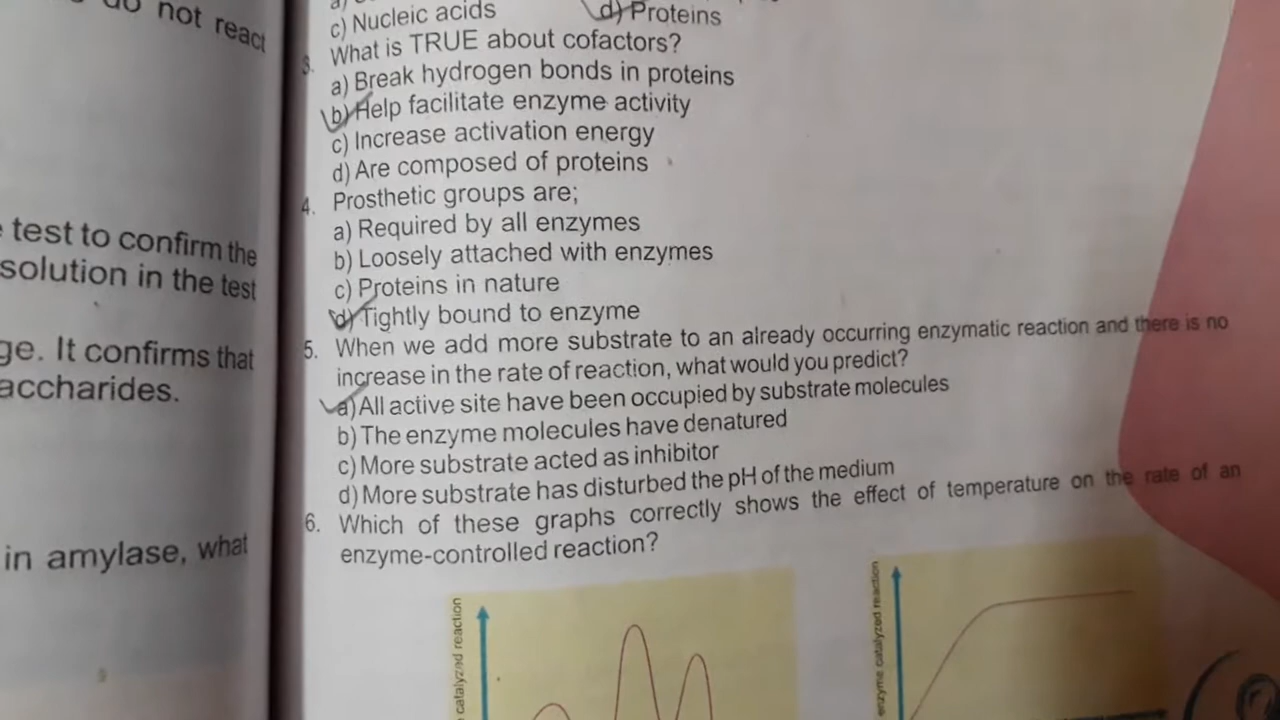 not react
test to confirm the
solution in the test
ge. It confirms that
accharides.
in amylase, what
c) Nucleic acids d) Proteins
3. What is TRUE about cofactors?
a) Break hydrogen bonds in proteins
b) Help facilitate enzyme activity
c) Increase activation energy
d) Are composed of proteins
4. Prosthetic groups are;
a) Required by all enzymes
b) Loosely attached with enzymes
c) Proteins in nature
d) Tightly bound to enzyme
5. When we add more substrate to an already occurring enzymatic reaction and there is no
increase in the rate of reaction, what would you predict?
a) All active site have been occupied by substrate molecules
b) The enzyme molecules have denatured
c) More substrate acted as inhibitor
d) More substrate has disturbed the pH of the medium
6. Which of these graphs correctly shows the effect of temperature on the rate of an
enzyme-controlled reaction?
catalyzed reaction
enzyme catalyzed reaction